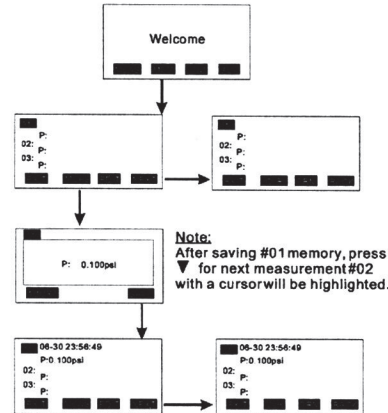 Welcome
P:
02:
P:
03:
P:
P:
02:
P:
03:
P:
P: 0.100psi
Note:
After saving #01 memory, press
▼ for next measurement #02
with a cursor will be highlighted.
06-30 23:56:49
P:0 100psi
02:
P:
03:
P:
06-30 23:56:49
P:0 100psi
02:
P:
03:
P: